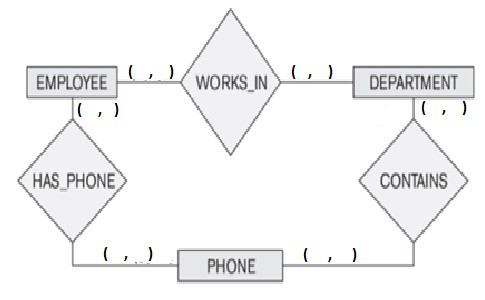 ( , ) ( , )
EMPLOYEE WORKS_IN DEPARTMENT
( , ) ( , )
HAS_PHONE CONTAINS
( , ) ( , )
PHONE